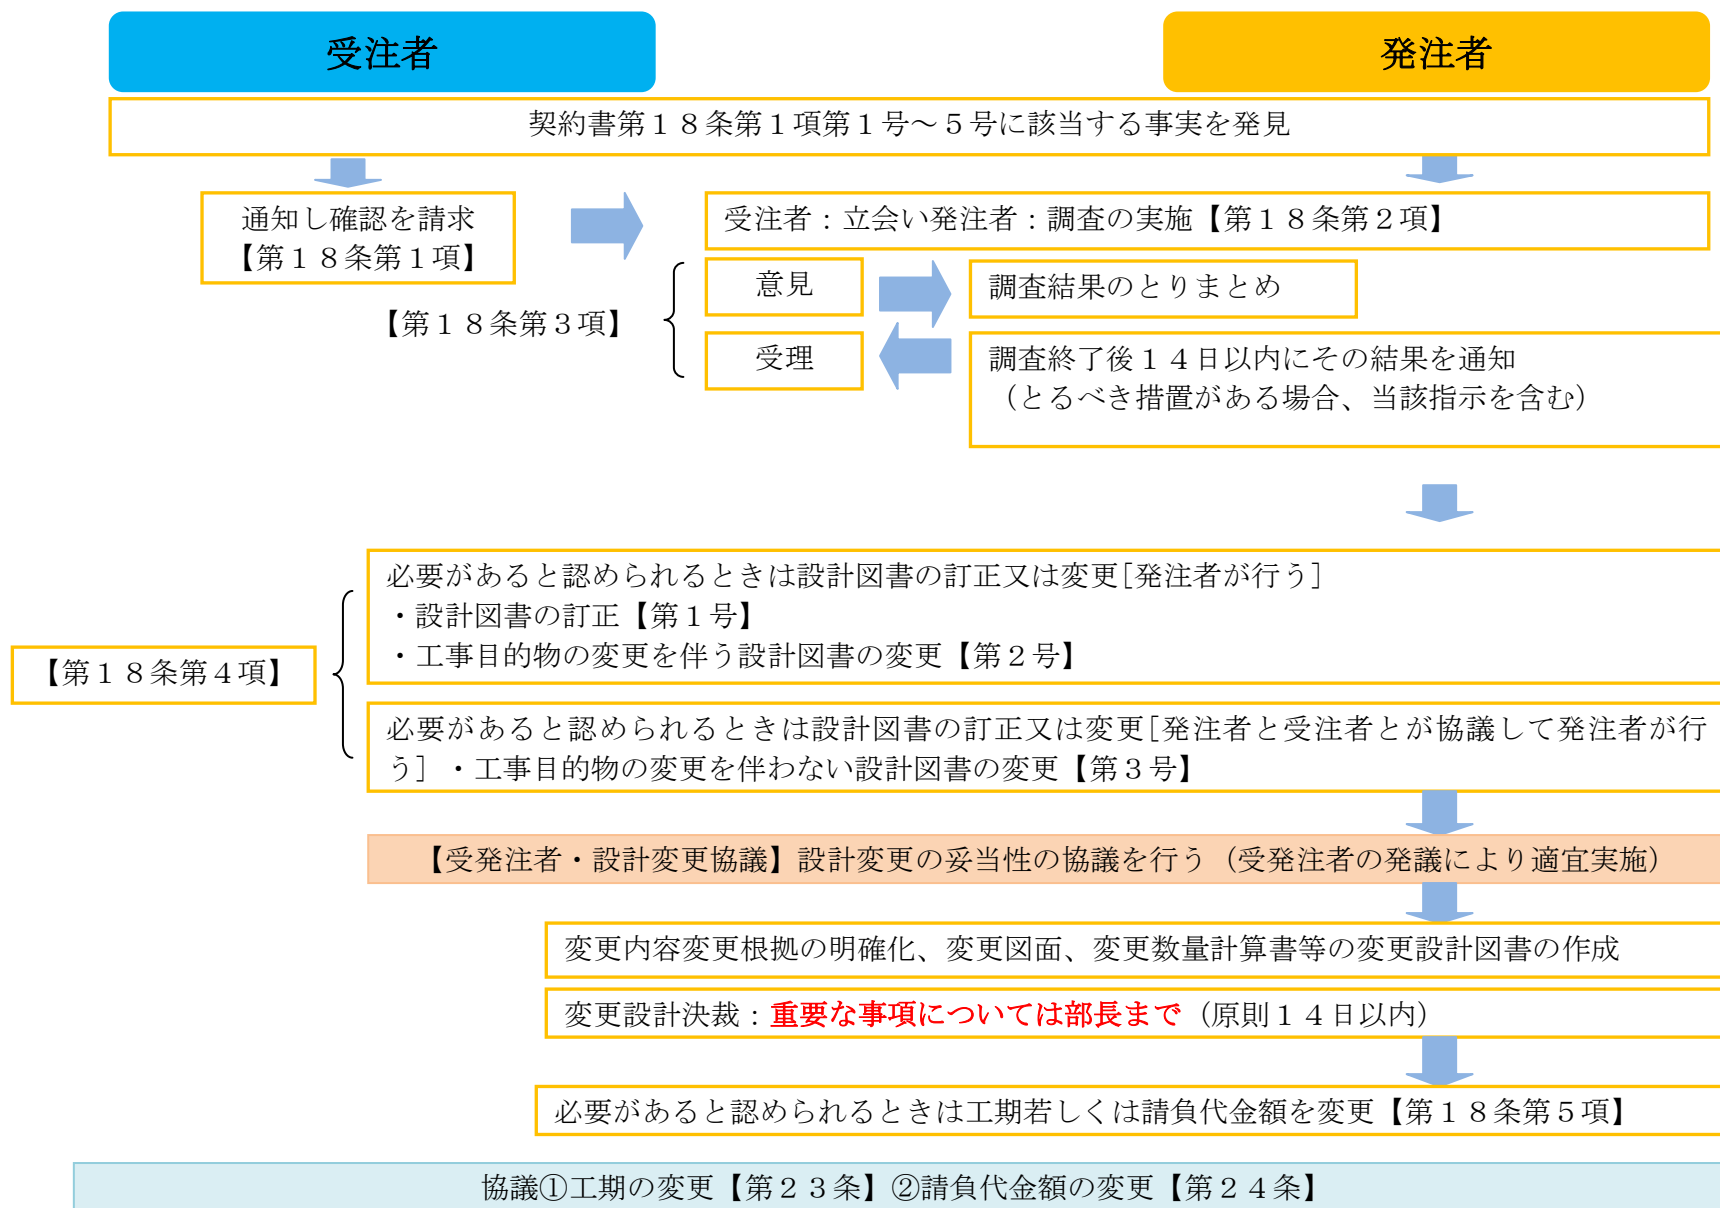 受注者
発注者
契約書第１８条第１項第１号～５号に該当する事実を発見
通知し確認を請求
【第１８条第１項】
受注者：立会い発注者：調査の実施【第１８条第２項】
【第１８条第３項】
意見
調査結果のとりまとめ
受理
調査終了後１４日以内にその結果を通知
（とるべき措置がある場合、当該指示を含む）
【第１８条第４項】
必要があると認められるときは設計図書の訂正又は変更［発注者が行う］
・設計図書の訂正【第１号】
・工事目的物の変更を伴う設計図書の変更【第２号】
必要があると認められるときは設計図書の訂正又は変更［発注者と受注者とが協議して発注者が行
う］・工事目的物の変更を伴わない設計図書の変更【第３号】
【受発注者・設計変更協議】設計変更の妥当性の協議を行う（受発注者の発議により適宜実施）
変更内容変更根拠の明確化、変更図面、変更数量計算書等の変更設計図書の作成
変更設計決裁：重要な事項については部長まで（原則１４日以内）
必要があると認められるときは工期若しくは請負代金額を変更【第１８条第５項】
協議①工期の変更【第２３条】②請負代金額の変更【第２４条】